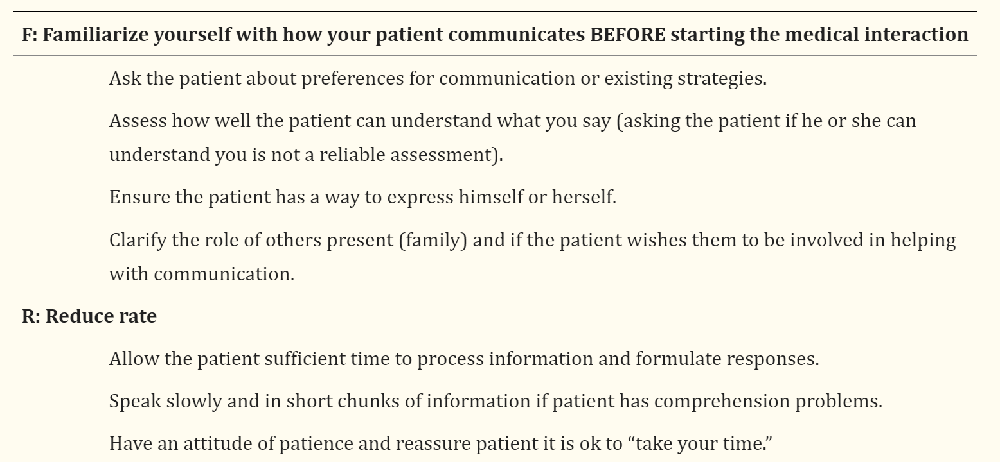 F: Familiarize yourself with how your patient communicates BEFORE starting the medical interaction
Ask the patient about preferences for communication or existing strategies.
Assess how well the patient can understand what you say (asking the patient if he or she can
understand you is not a reliable assessment).
Ensure the patient has a way to express himself or herself.
Clarify the role of others present (family) and if the patient wishes them to be involved in helping
with communication.
R: Reduce rate
Allow the patient sufficient time to process information and formulate responses.
Speak slowly and in short chunks of information if patient has comprehension problems.
Have an attitude of patience and reassure patient it is ok to “take your time.”